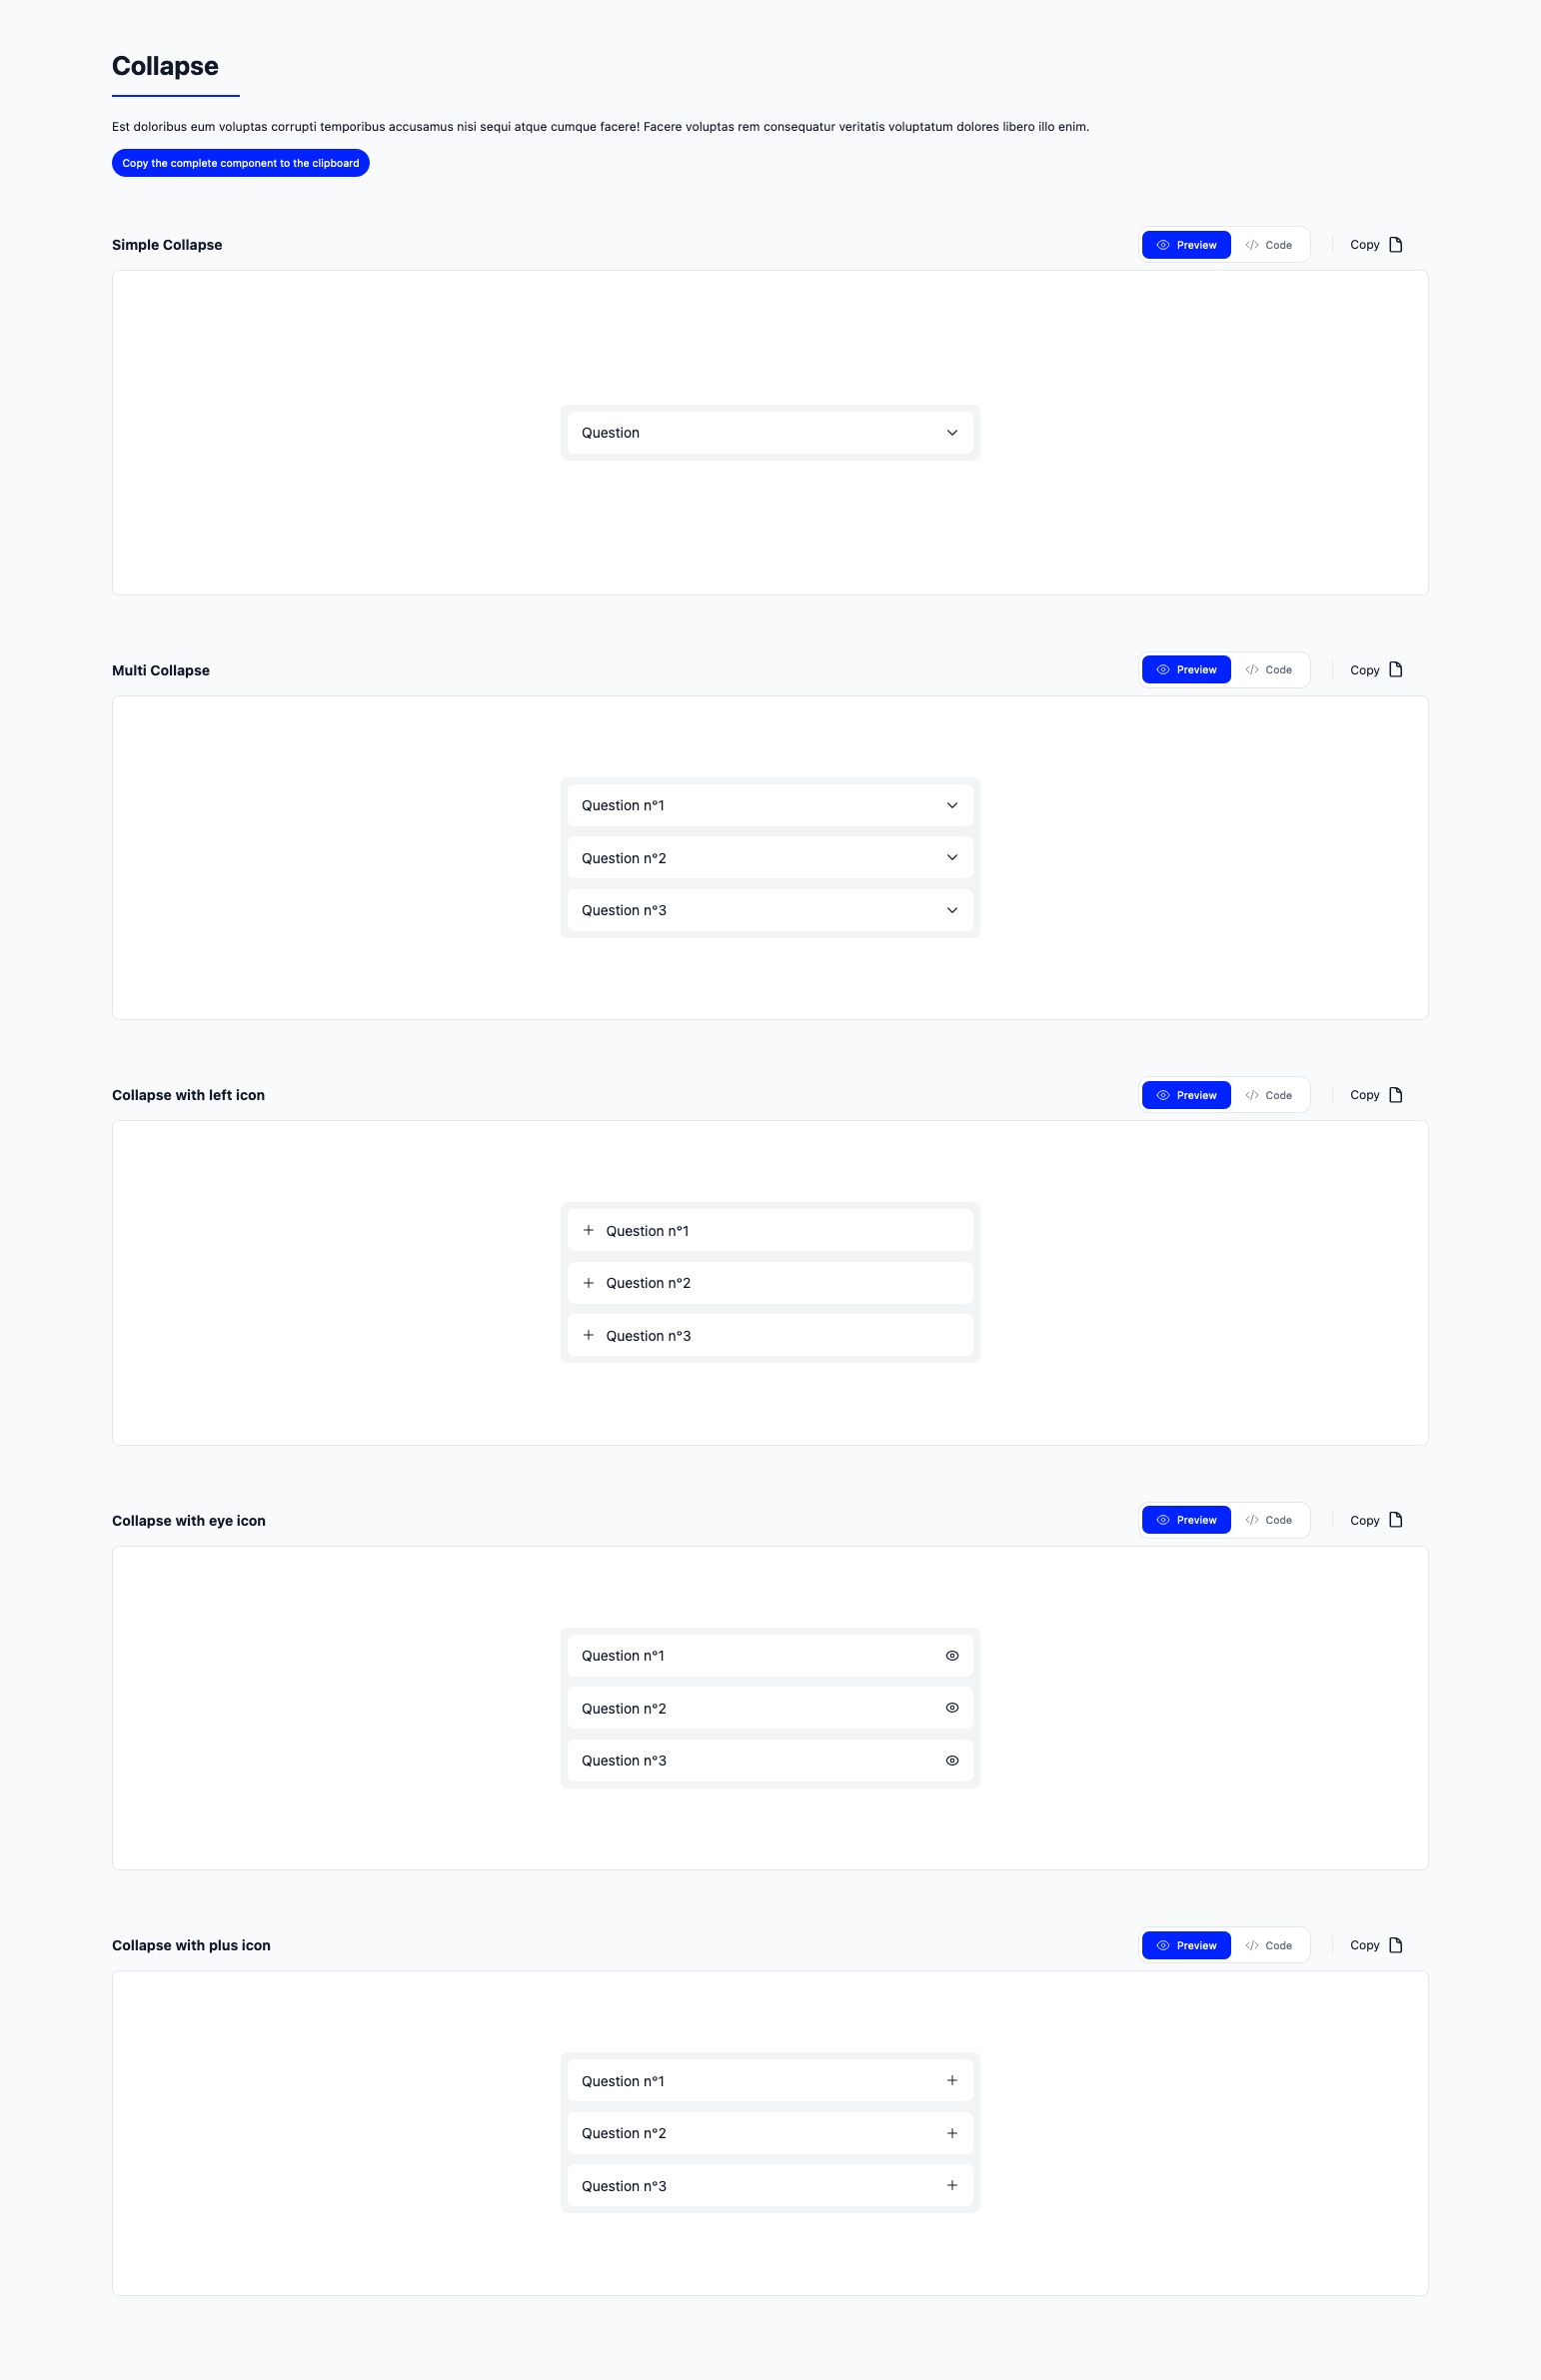 Collapse
Est doloribus eum voluptas corrupti temporibus accusamus nisi sequi atque cumque facere! Facere voluptas rem consequatur veritatis voluptatum dolores libero illo enim.
Copy the complete component to the clipboard
Simple Collapse Preview Code Copy
Question
Multi Collapse Preview Code Copy
Question n°1
Question n°2
Question n°3
Collapse with left icon Preview Code Copy
Question n°1
Question n°2
Question n°3
Collapse with eye icon Preview Code Copy
Question n°1
Question n°2
Question n°3
Collapse with plus icon Preview Code Copy
Question n°1
Question n°2
Question n°3